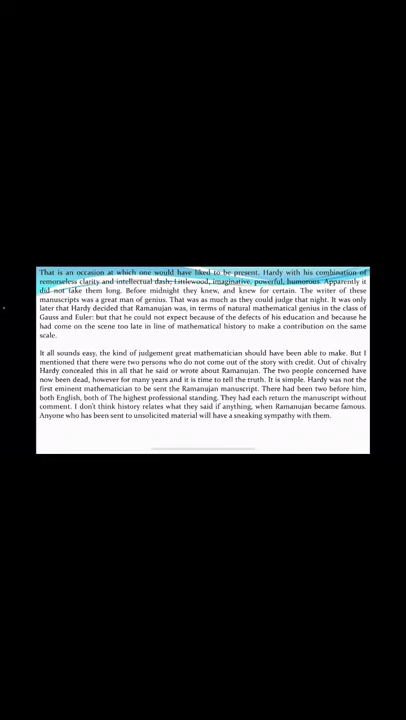 That is an occasion at which one would have liked to be present. Hardy with his combination of
remorseless clarity and intellectual dash, Littlewood, imaginative, powerful, humorous. Apparently it
did not take them long. Before midnight they knew, and knew for certain. The writer of these
manuscripts was a great man of genius. That was as much as they could judge that night. It was only
later that Hardy decided that Ramanujan was, in terms of natural mathematical genius in the class of
Gauss and Euler: but that he could not expect because of the defects of his education and because he
had come on the scene too late in line of mathematical history to make a contribution on the same
scale.
It all sounds easy, the kind of judgement great mathematician should have been able to make. But I
mentioned that there were two persons who do not come out of the story with credit. Out of chivalry
Hardy concealed this in all that he said or wrote about Ramanujan. The two people concerned have
now been dead, however for many years and it is time to tell the truth. It is simple. Hardy was not the
first eminent mathematician to be sent the Ramanujan manuscript. There had been two before him,
both English, both of The highest professional standing. They had each return the manuscript without
comment. I don't think history relates what they said if anything, when Ramanujan became famous.
Anyone who has been sent to unsolicited material will have a sneaking sympathy with them.